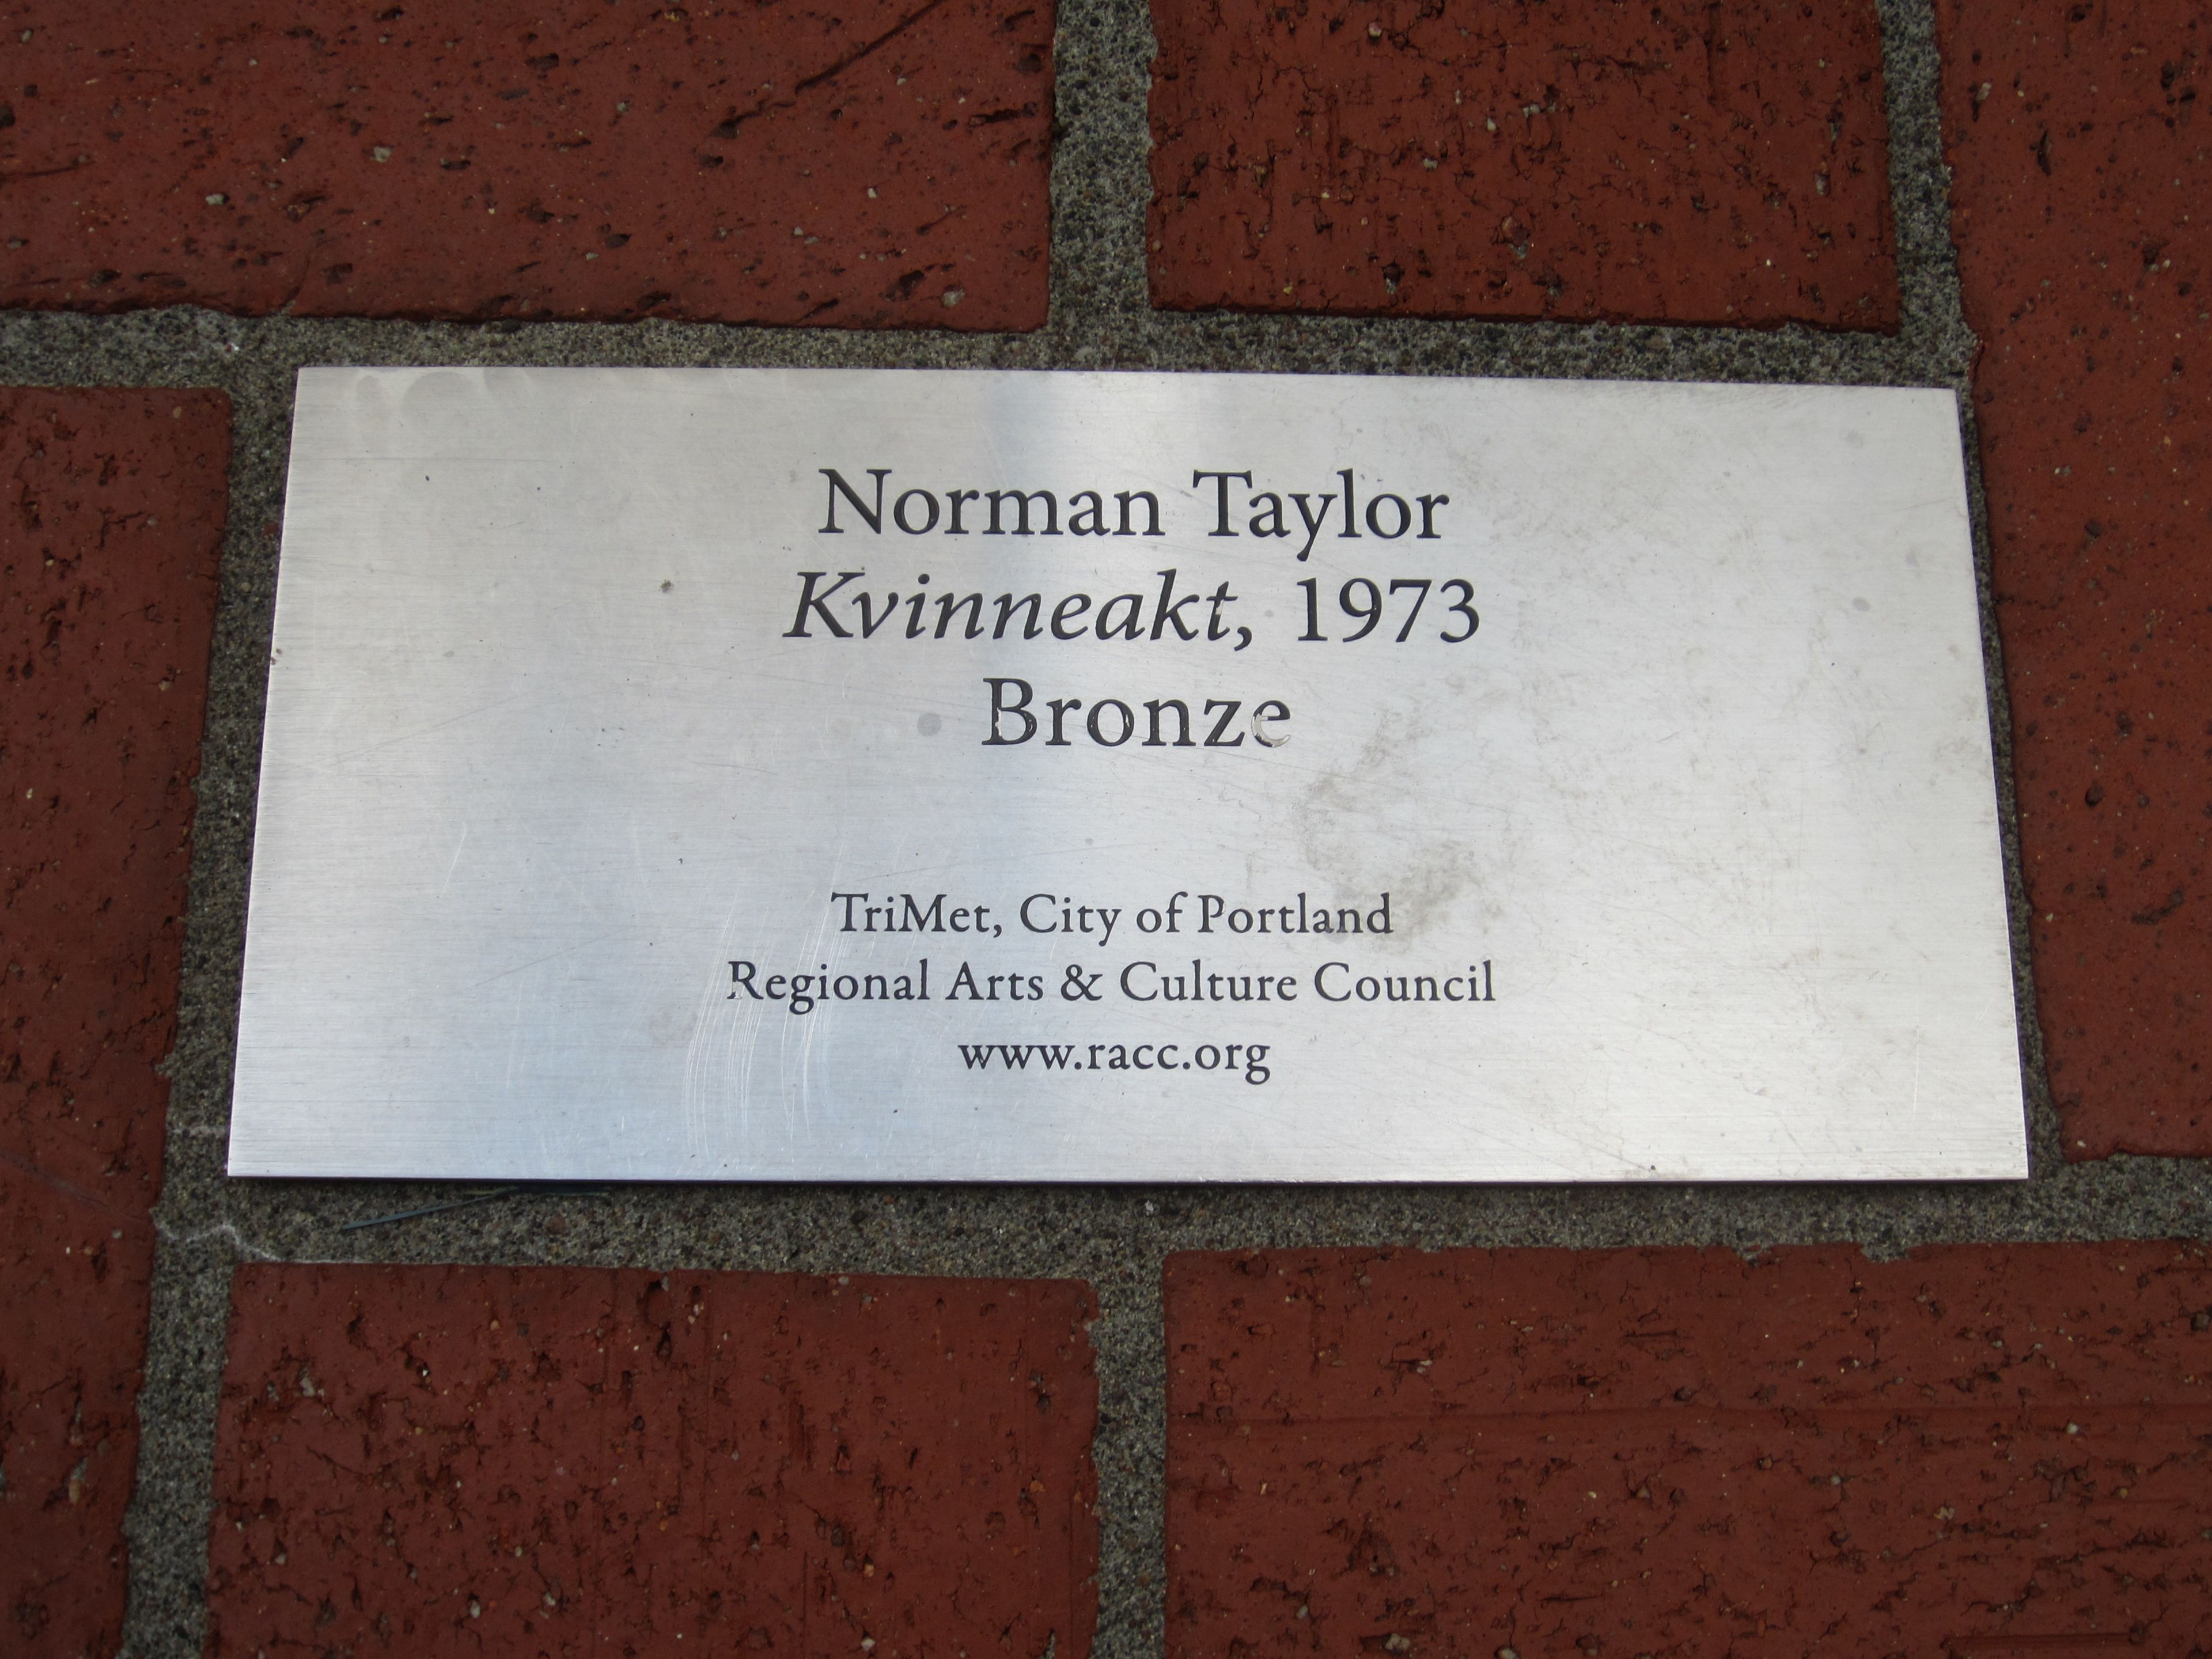 Norman Taylor
Kvinneakt, 1973
Bronze
TriMet, City of Portland
Regional Arts & Culture Council
www.racc.org